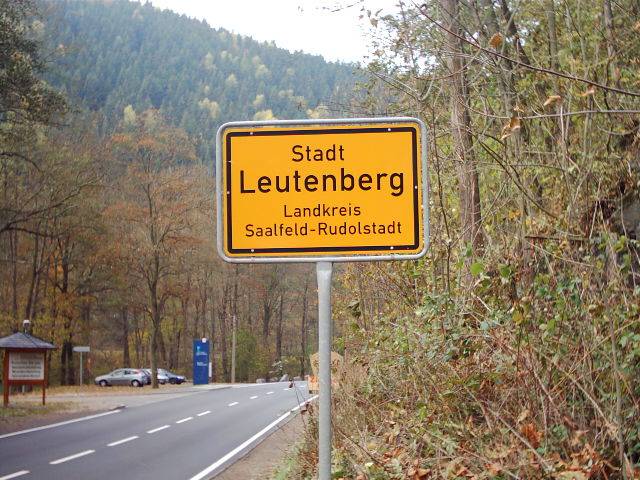 Stadt
Leutenberg
Landkreis
Saalfeld-Rudolstadt